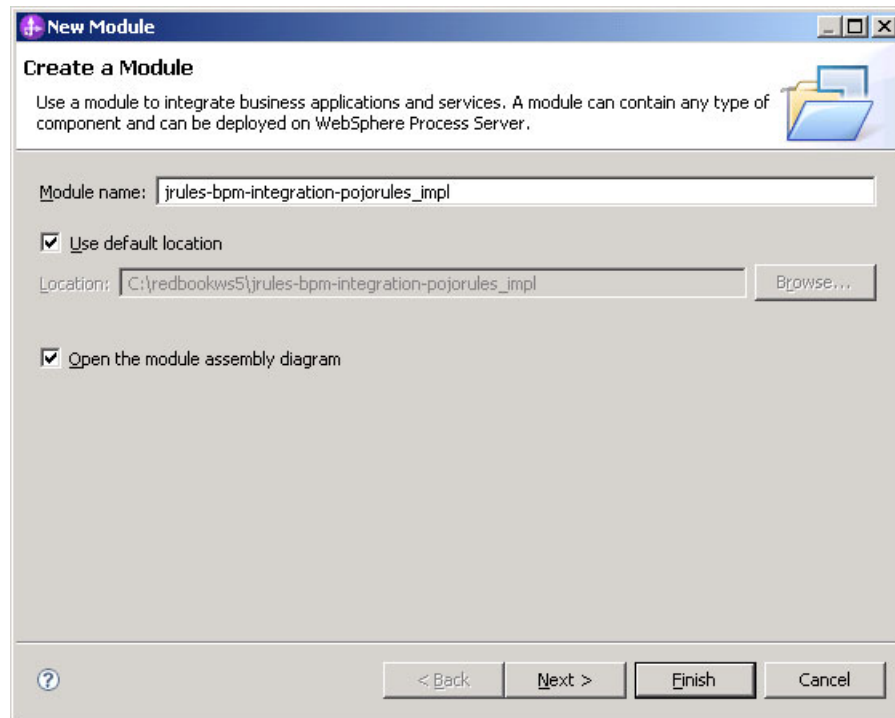 New Module
Create a Module
Use a module to integrate business applications and services. A module can contain any type of
component and can be deployed on WebSphere Process Server.
Module name: jrules-bpm-integration-pojorules_impl
Use default location
Location: C:\redbookws5\jrules-bpm-integration-pojorules_impl Browse...
Open the module assembly diagram
? < Back Next > Finish Cancel